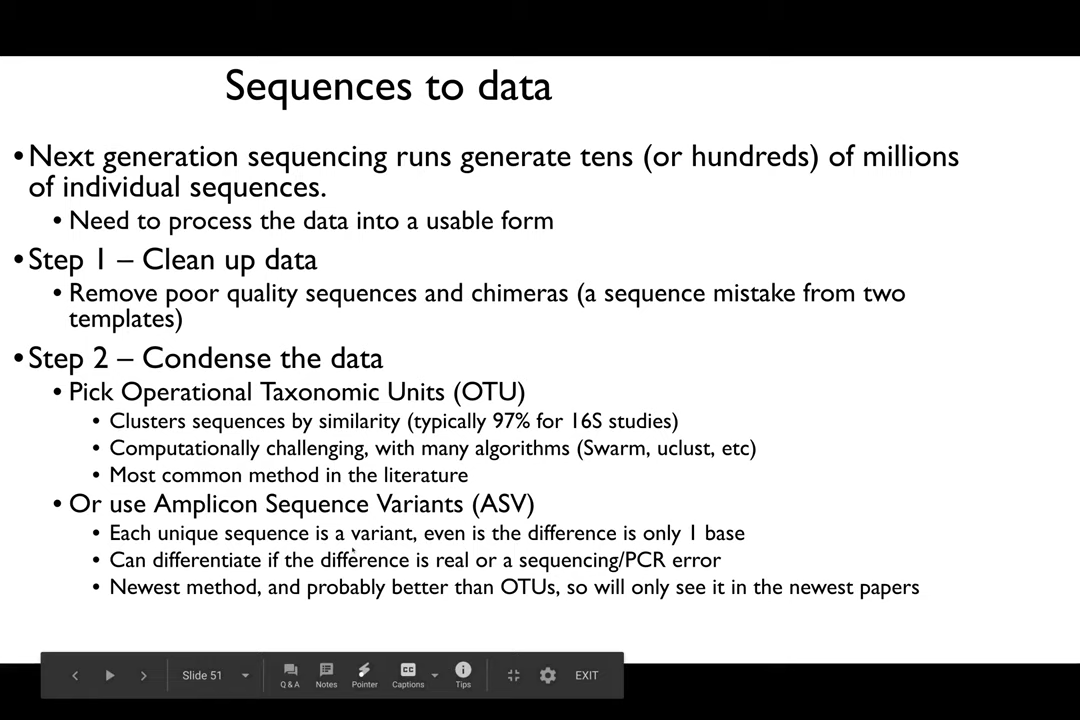 Sequences to data
•Next generation sequencing runs generate tens (or hundreds) of millions
of individual sequences.
• Need to process the data into a usable form
•Step 1 – Clean up data
• Remove poor quality sequences and chimeras (a sequence mistake from two
templates)
•Step 2 – Condense the data
• Pick Operational Taxonomic Units (OTU)
• Clusters sequences by similarity (typically 97% for 16S studies)
• Computationally challenging, with many algorithms (Swarm, uclust, etc)
• Most common method in the literature
• Or use Amplicon Sequence Variants (ASV)
• Each unique sequence is a variant, even is the difference is only 1 base
• Can differentiate if the difference is real or a sequencing/PCR error
• Newest method, and probably better than OTUs, so will only see it in the newest papers
Slide 51
Q & A
Notes
Pointer
CC
Captions
Tips
EXIT